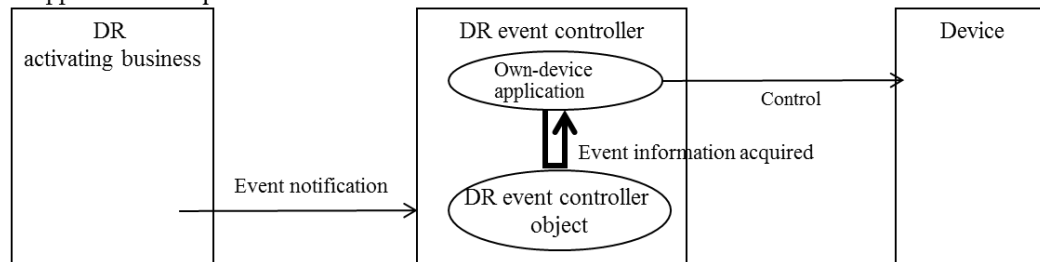 DR
activating business
DR event controller
Device
Own-device
application
Control
Event information acquired
Event notification
DR event controller
object